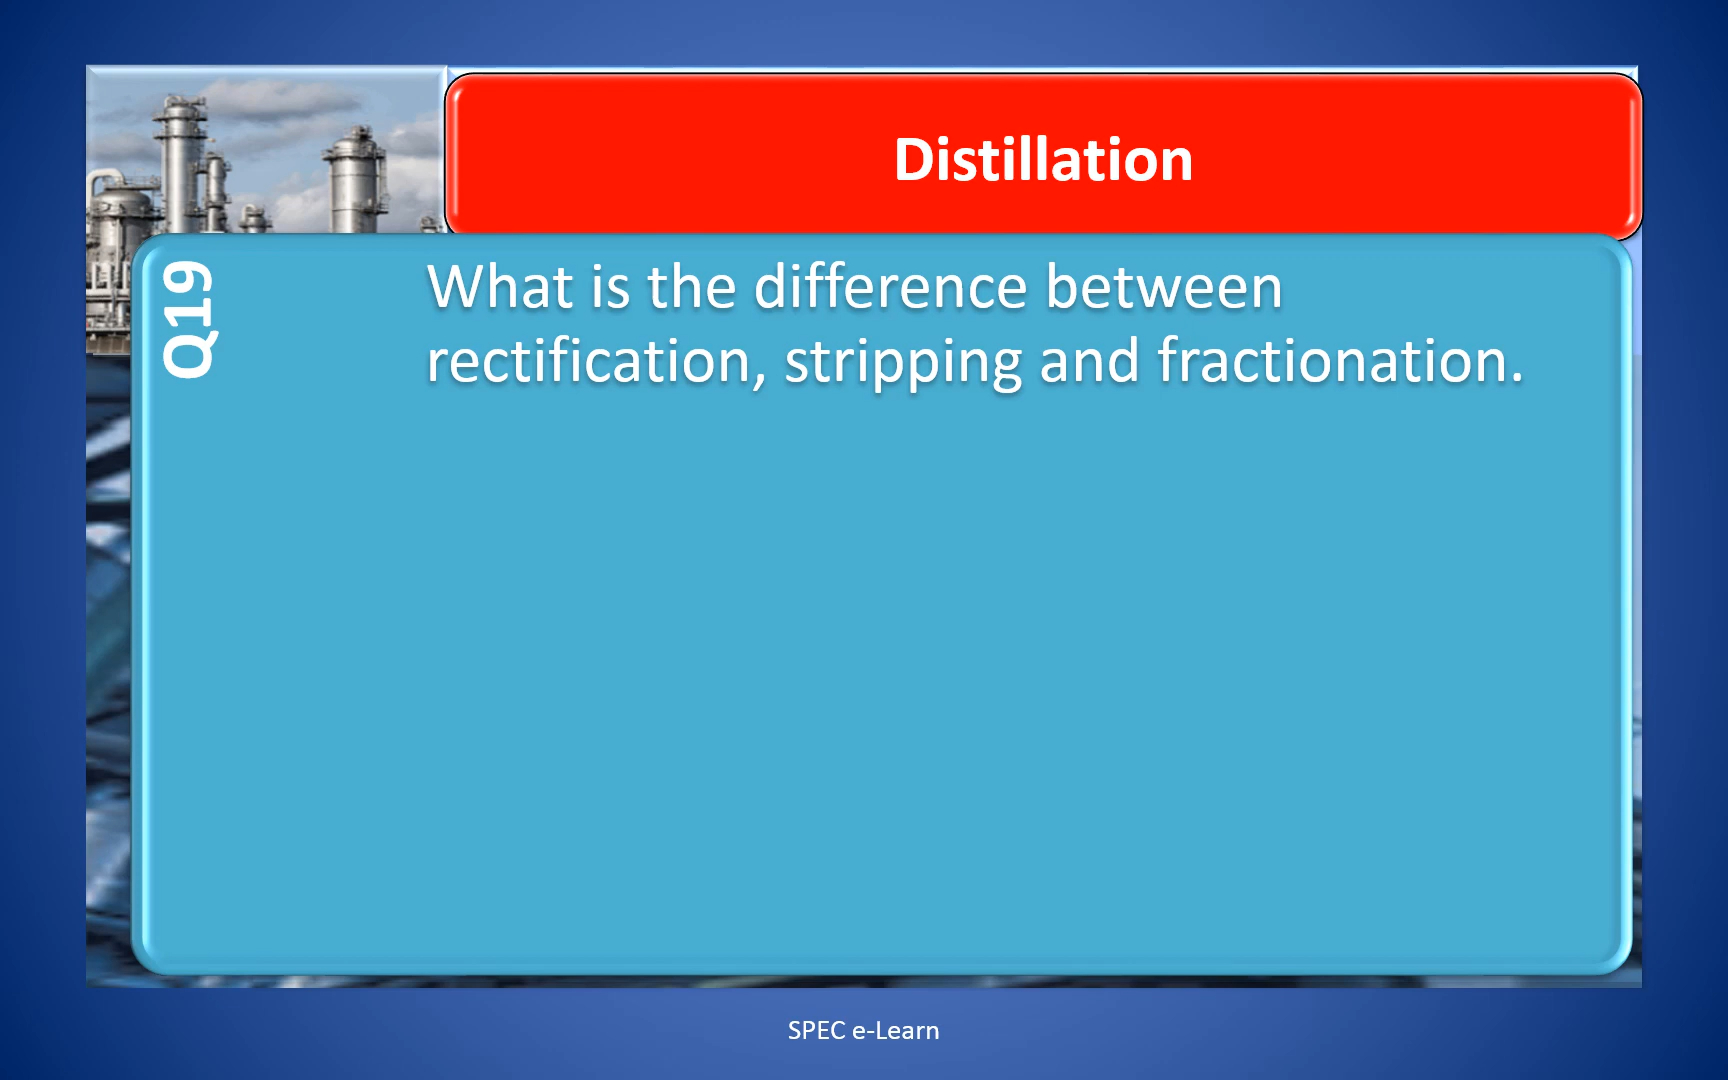 Distillation
Q19
What is the difference between
rectification, stripping and fractionation.
SPEC e-Learn